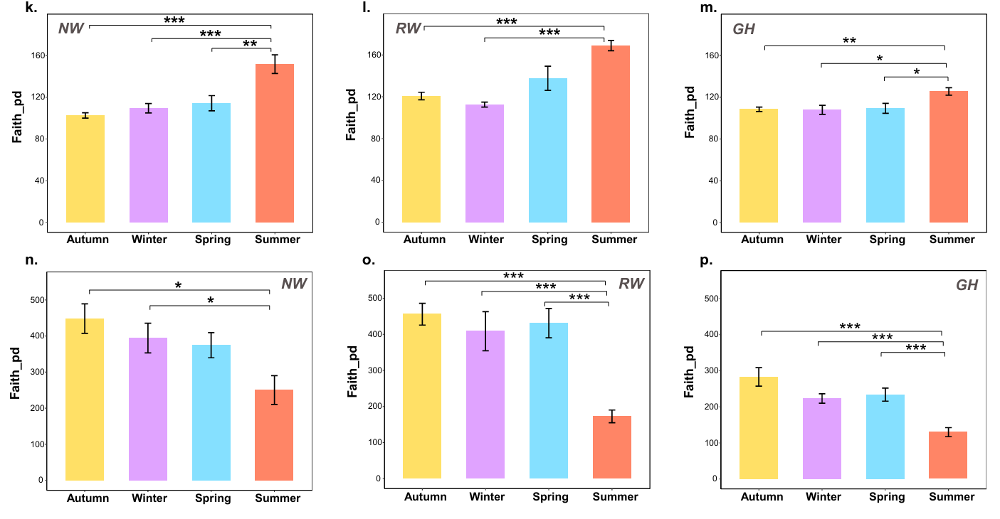 k.
NW
***
***
**
Faith_pd
160
120
80
40
0
Autumn Winter Spring Summer
l.
RW
***
***
Faith_pd
160
120
80
40
0
Autumn Winter Spring Summer
m.
GH
**
*
*
Faith_pd
160
120
80
40
0
Autumn Winter Spring Summer
n.
NW
*
*
Faith_pd
500
400
300
200
100
0
Autumn Winter Spring Summer
o.
RW
***
***
***
Faith_pd
500
400
300
200
100
0
Autumn Winter Spring Summer
p.
GH
***
***
***
Faith_pd
500
400
300
200
100
0
Autumn Winter Spring Summer